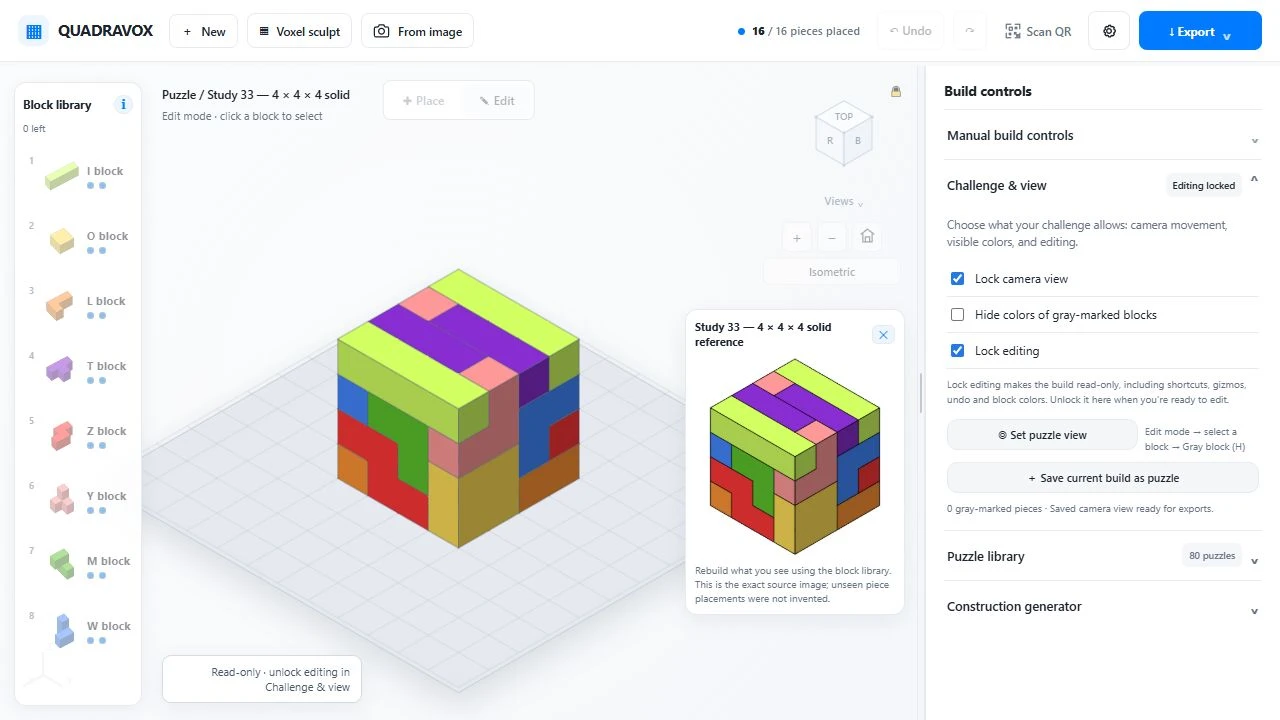 QUADRAVOX
+ New
Voxel sculpt
From image
16 / 16 pieces placed
Undo
Scan QR
Export
Block library
i
0 left
1
I block
2
O block
3
L block
4
T block
5
Z block
6
Y block
7
M block
8
W block
Puzzle / Study 33 — 4 × 4 × 4 solid
Edit mode · click a block to select
Place
Edit
TOP
R
B
Views
+
−
Isometric
Study 33 — 4 × 4 × 4 solid
reference
Rebuild what you see using the block library.
This is the exact source image; unseen piece
placements were not invented.
Read-only · unlock editing in
Challenge & view
Build controls
Manual build controls
Challenge & view
Editing locked
Choose what your challenge allows: camera movement,
visible colors, and editing.
Lock camera view
Hide colors of gray-marked blocks
Lock editing
Lock editing makes the build read-only, including shortcuts, gizmos,
undo and block colors. Unlock it here when you're ready to edit.
◎ Set puzzle view
Edit mode → select a
block → Gray block (H)
+ Save current build as puzzle
0 gray-marked pieces · Saved camera view ready for exports.
Puzzle library
80 puzzles
Construction generator